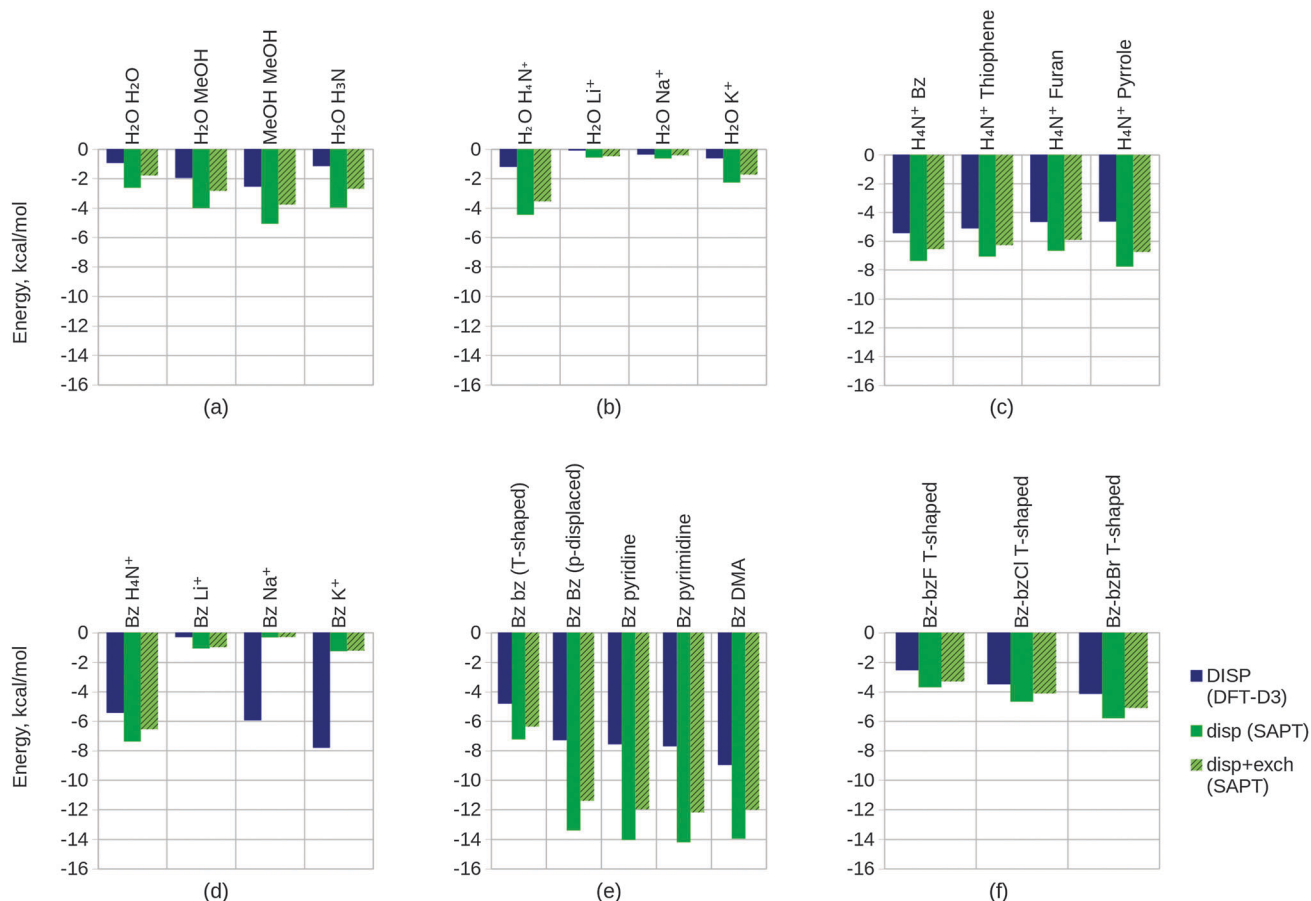 H₂O H₂O
H₂O MeOH
MeOH MeOH
H₂O H₃N
Energy, kcal/mol
0
-2
-4
-6
-8
-10
-12
-14
-16
(a)
H₂O H₄N⁺
H₂O Li⁺
H₂O Na⁺
H₂O K⁺
0
-2
-4
-6
-8
-10
-12
-14
-16
(b)
H₄N⁺ Bz
H₄N⁺ Thiophene
H₄N⁺ Furan
H₄N⁺ Pyrrole
0
-2
-4
-6
-8
-10
-12
-14
-16
(c)
Bz H₄N⁺
Bz Li⁺
Bz Na⁺
Bz K⁺
Energy, kcal/mol
0
-2
-4
-6
-8
-10
-12
-14
-16
(d)
Bz bz (T-shaped)
Bz Bz (p-displaced)
Bz pyridine
Bz pyrimidine
Bz DMA
0
-2
-4
-6
-8
-10
-12
-14
-16
(e)
Bz-bzF T-shaped
Bz-bzCl T-shaped
Bz-bzBr T-shaped
0
-2
-4
-6
-8
-10
-12
-14
-16
(f)
DISP
(DFT-D3)
disp (SAPT)
disp+exch
(SAPT)